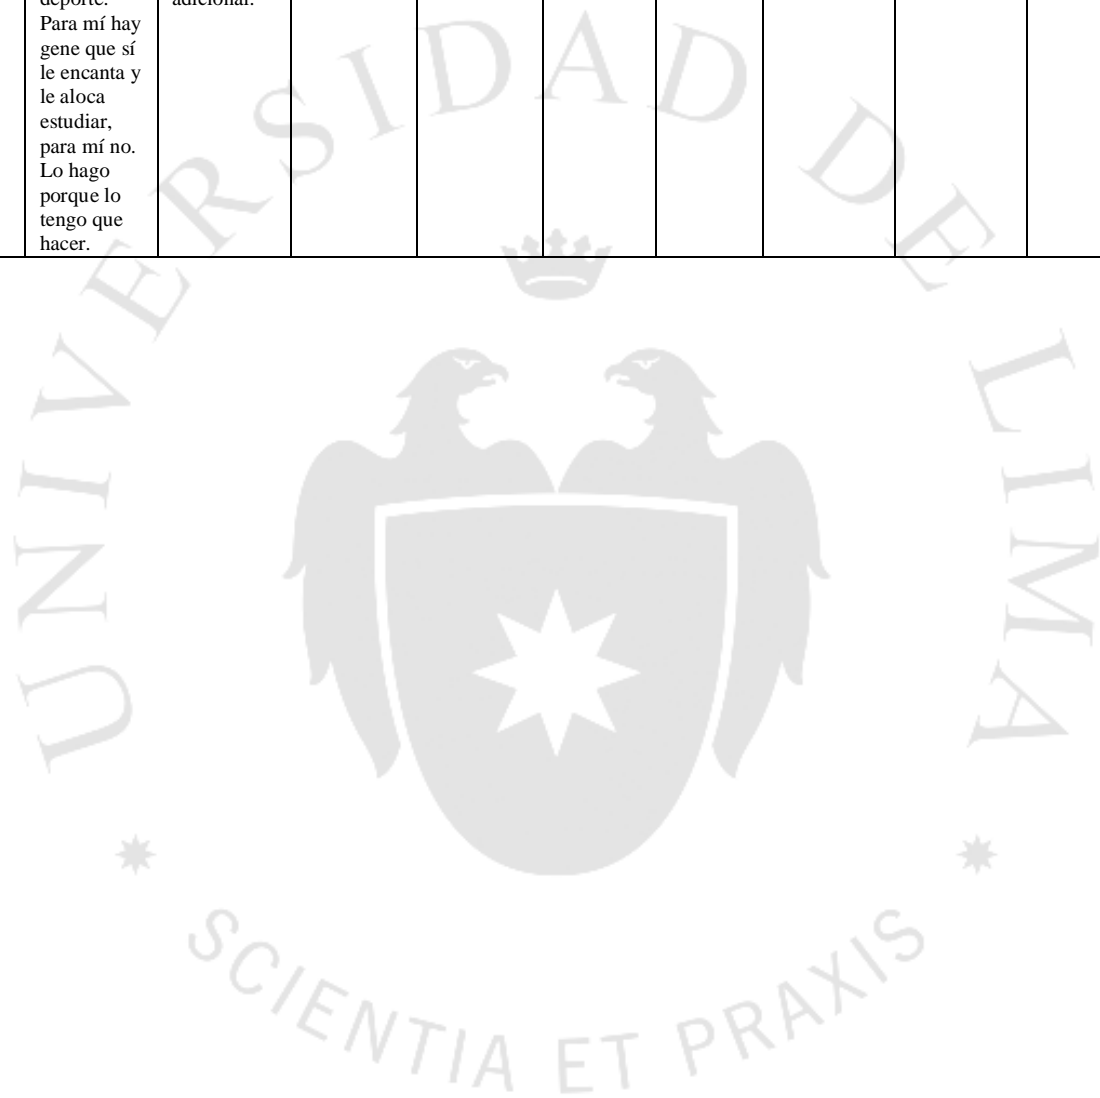 deporte.
Para mí hay
gene que sí
le encanta y
le aloca
estudiar,
para mí no.
Lo hago
porque lo
tengo que
hacer.
adicional.
UNIVERSIDAD DE LIMA
SCIENTIA ET PRAXIS